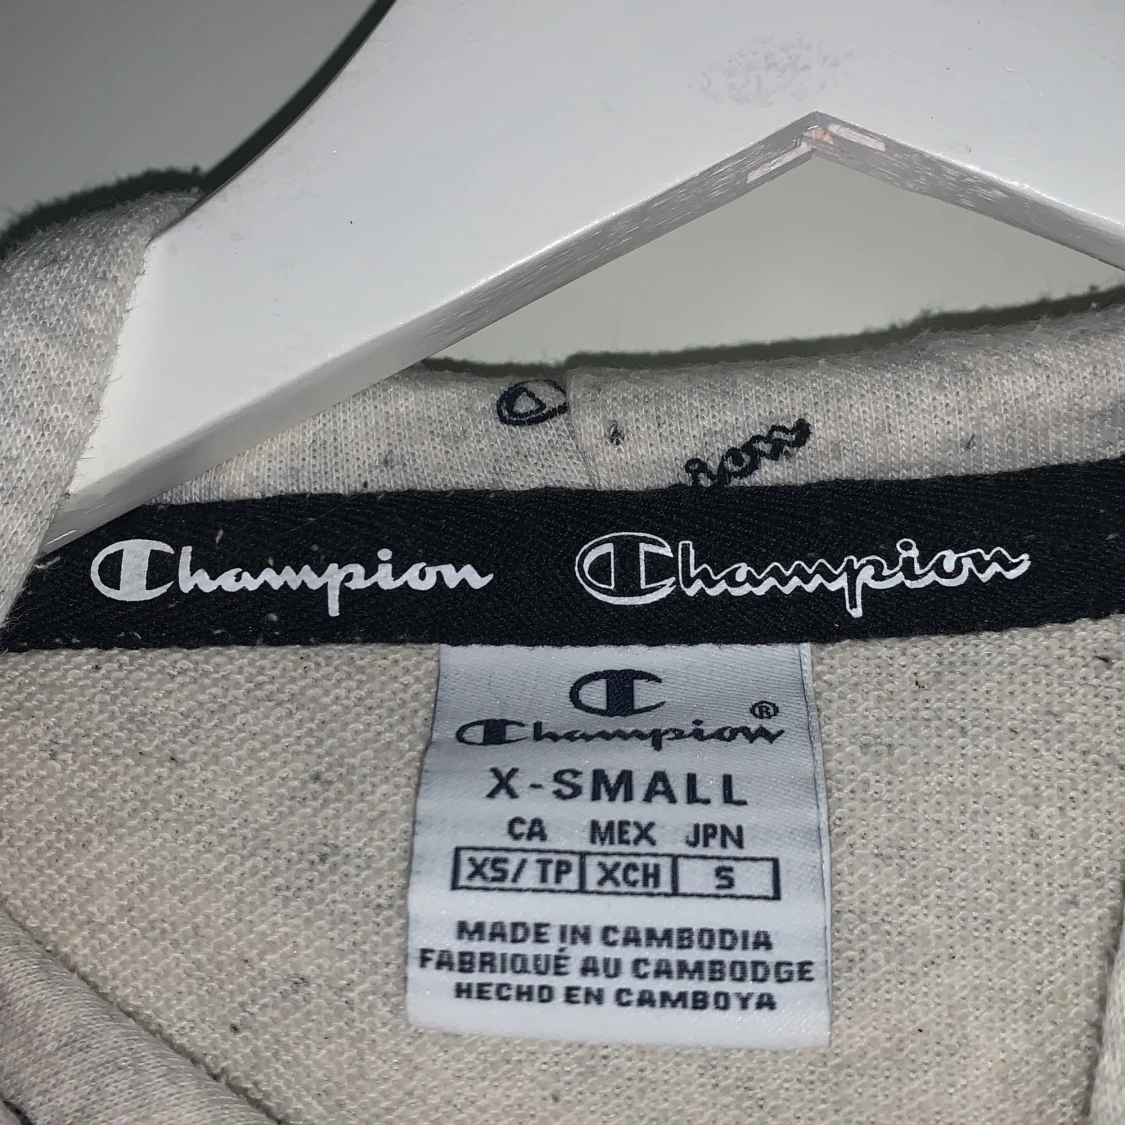 Champion Champion
Champion®
X-SMALL
CA MEX JPN
XS/TP XCH S
MADE IN CAMBODIA
FABRIQUÉ AU CAMBODGE
HECHO EN CAMBOYA